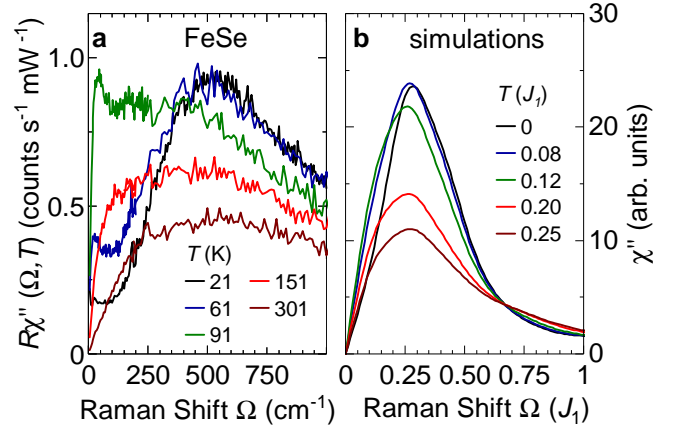 a
FeSe
b
simulations
Rχ'' (Ω,T) (counts s⁻¹ mW⁻¹)
1.0
0.5
0
T (K)
21
151
61
301
91
0
250
500
750
Raman Shift Ω (cm⁻¹)
T (J₁)
0
0.08
0.12
0.20
0.25
0
0.25
0.50
0.75
1
Raman Shift Ω (J₁)
30
20
10
0
χ'' (arb. units)